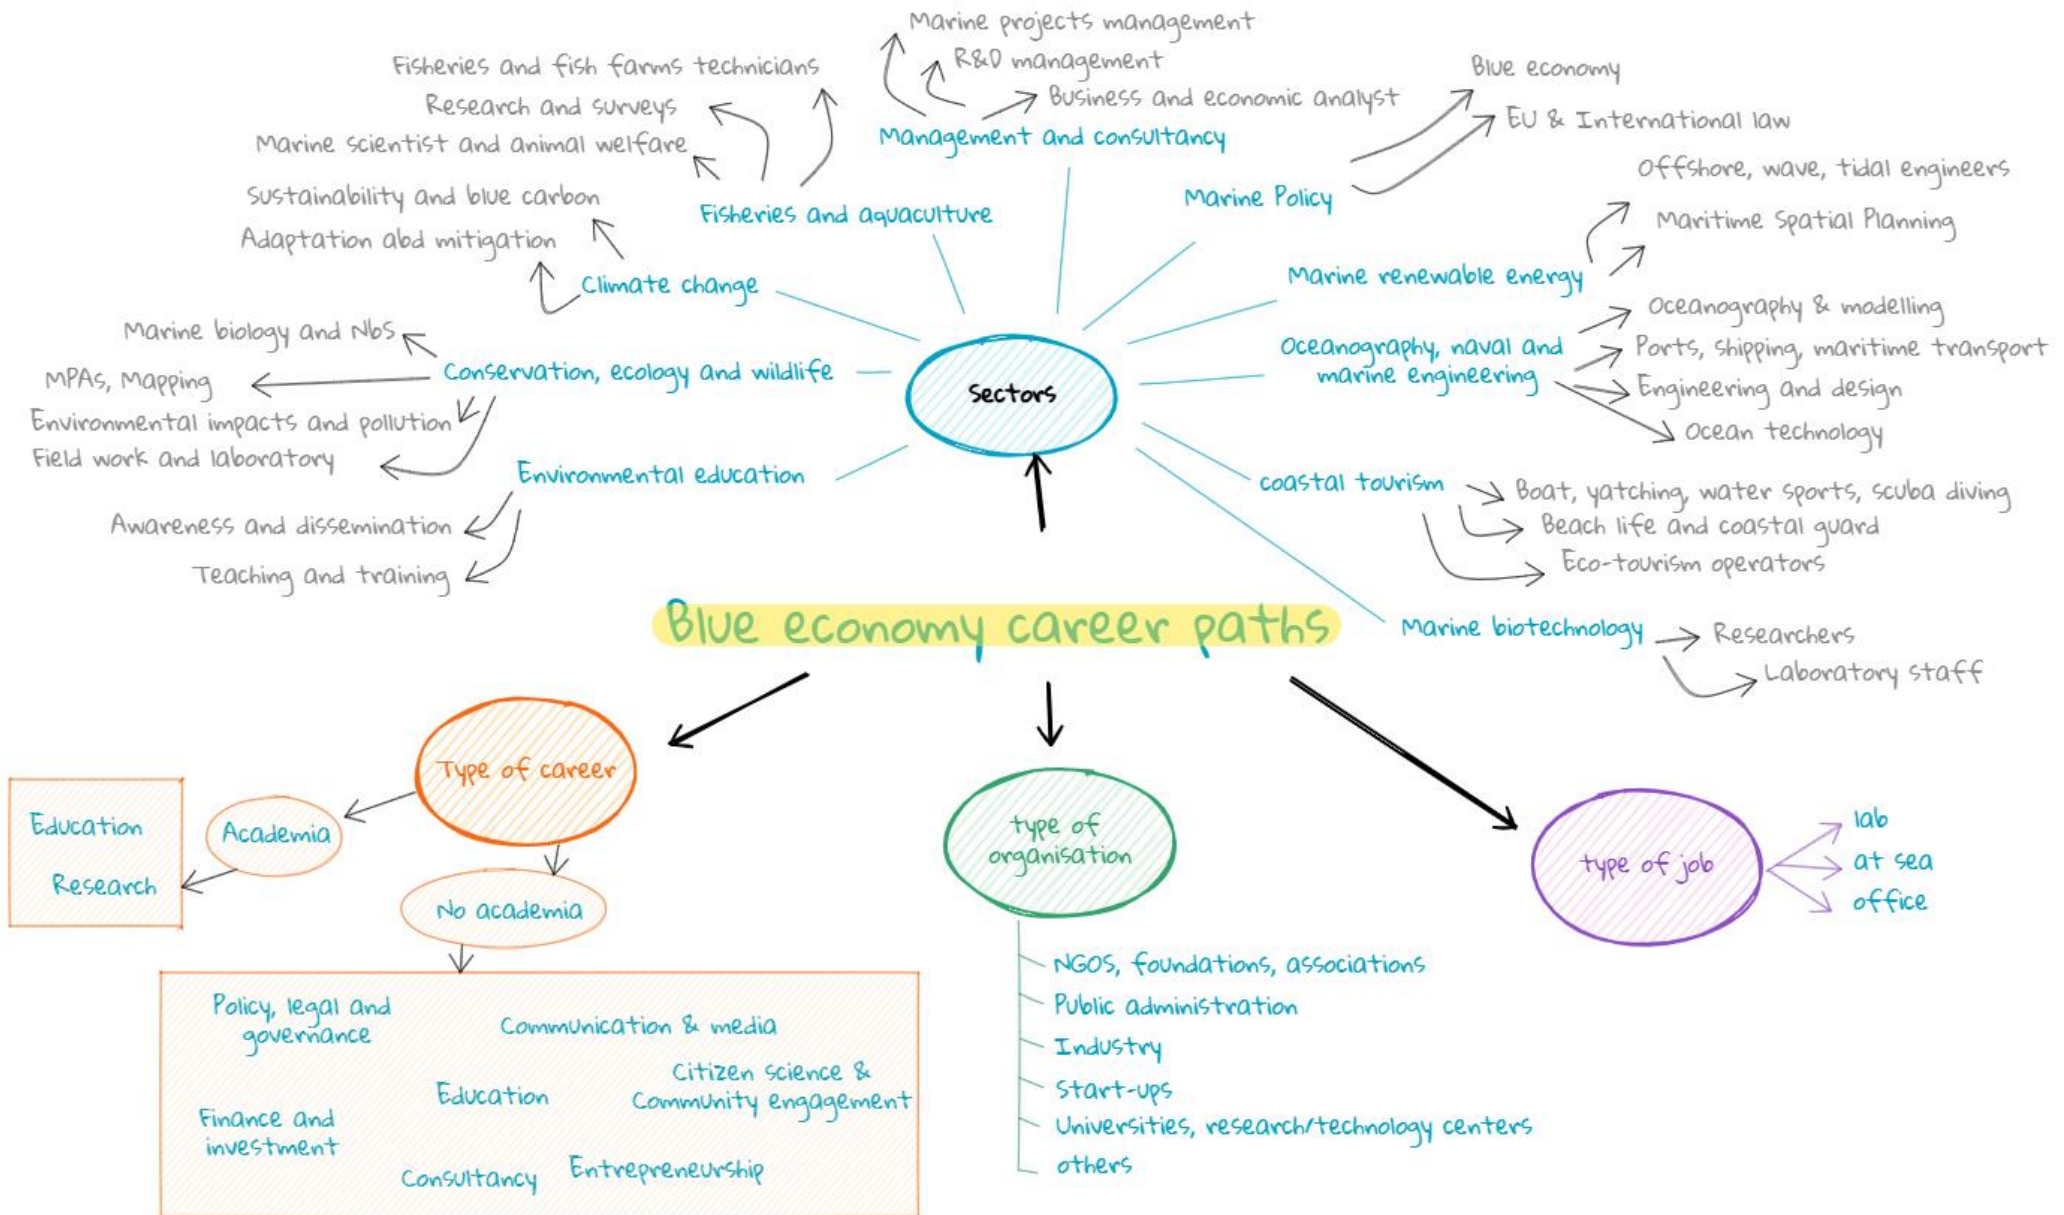 Marine projects management
R&D management
Business and economic analyst
Management and consultancy
Fisheries and fish farms technicians
Research and surveys
Marine scientist and animal welfare
Fisheries and aquaculture
Sustainability and blue carbon
Adaptation abd mitigation
Climate change
Marine biology and NbS
MPAs, Mapping
Environmental impacts and pollution
Field work and laboratory
Conservation, ecology and wildlife
Environmental education
Awareness and dissemination
Teaching and training
Sectors
Blue economy
EU & International law
Marine Policy
Offshore, wave, tidal engineers
Maritime Spatial Planning
Marine renewable energy
Oceanography & modelling
Ports, shipping, maritime transport
Engineering and design
Ocean technology
Oceanography, naval and
marine engineering
coastal tourism
Boat, yatching, water sports, scuba diving
Beach life and coastal guard
Eco-tourism operators
Marine biotechnology
Researchers
Laboratory staff
Blue economy career paths
Type of career
Academia
Education
Research
No academia
Policy, legal and
governance
Communication & media
Citizen science &
Community engagement
Education
Finance and
investment
Consultancy
Entrepreneurship
type of
organisation
NGOS, foundations, associations
Public administration
Industry
Start-ups
Universities, research/technology centers
others
type of job
lab
at sea
office